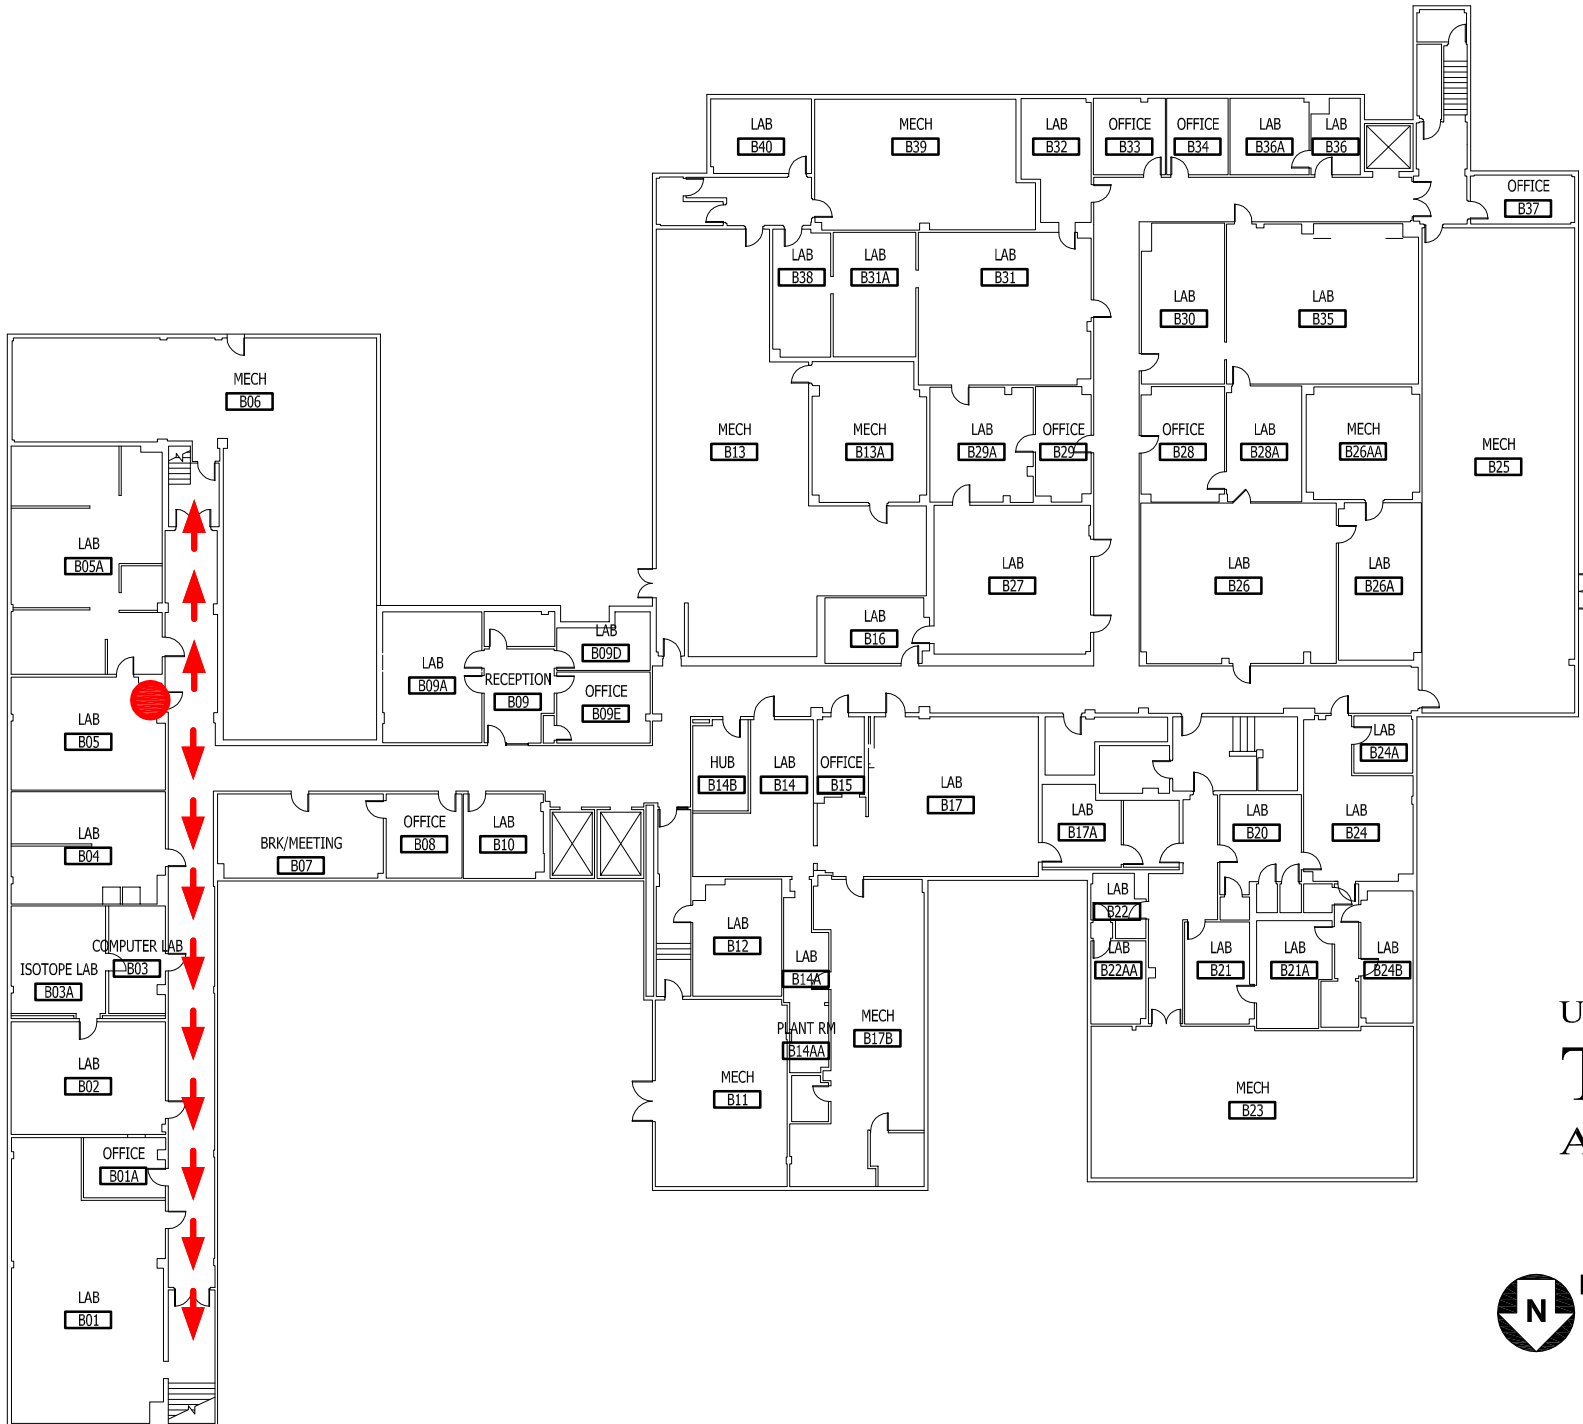 LAB
B40
MECH
B39
LAB
B32
OFFICE
B33
OFFICE
B34
LAB
B36A
LAB
B36
OFFICE
B37
LAB
B38
LAB
B31A
LAB
B31
LAB
B30
LAB
B35
MECH
B06
MECH
B13
MECH
B13A
LAB
B29A
OFFICE
B29
OFFICE
B28
LAB
B28A
MECH
B26AA
MECH
B25
LAB
B05A
LAB
B27
LAB
B26
LAB
B26A
LAB
B16
LAB
B09A
RECEPTION
B09
LAB
B09D
OFFICE
B09E
LAB
B05
HUB
B14B
LAB
B14
OFFICE
B15
LAB
B17
LAB
B24A
LAB
B04
BRK/MEETING
B07
OFFICE
B08
LAB
B10
LAB
B17A
LAB
B20
LAB
B24
COMPUTER LAB
B03
ISOTOPE LAB
B03A
LAB
B12
LAB
B14A
LAB
B22
LAB
B22AA
LAB
B21
LAB
B21A
LAB
B24B
LAB
B02
MECH
B11
PLANT RM
B14AA
MECH
B17B
MECH
B23
OFFICE
B01A
LAB
B01
U
T
A
N